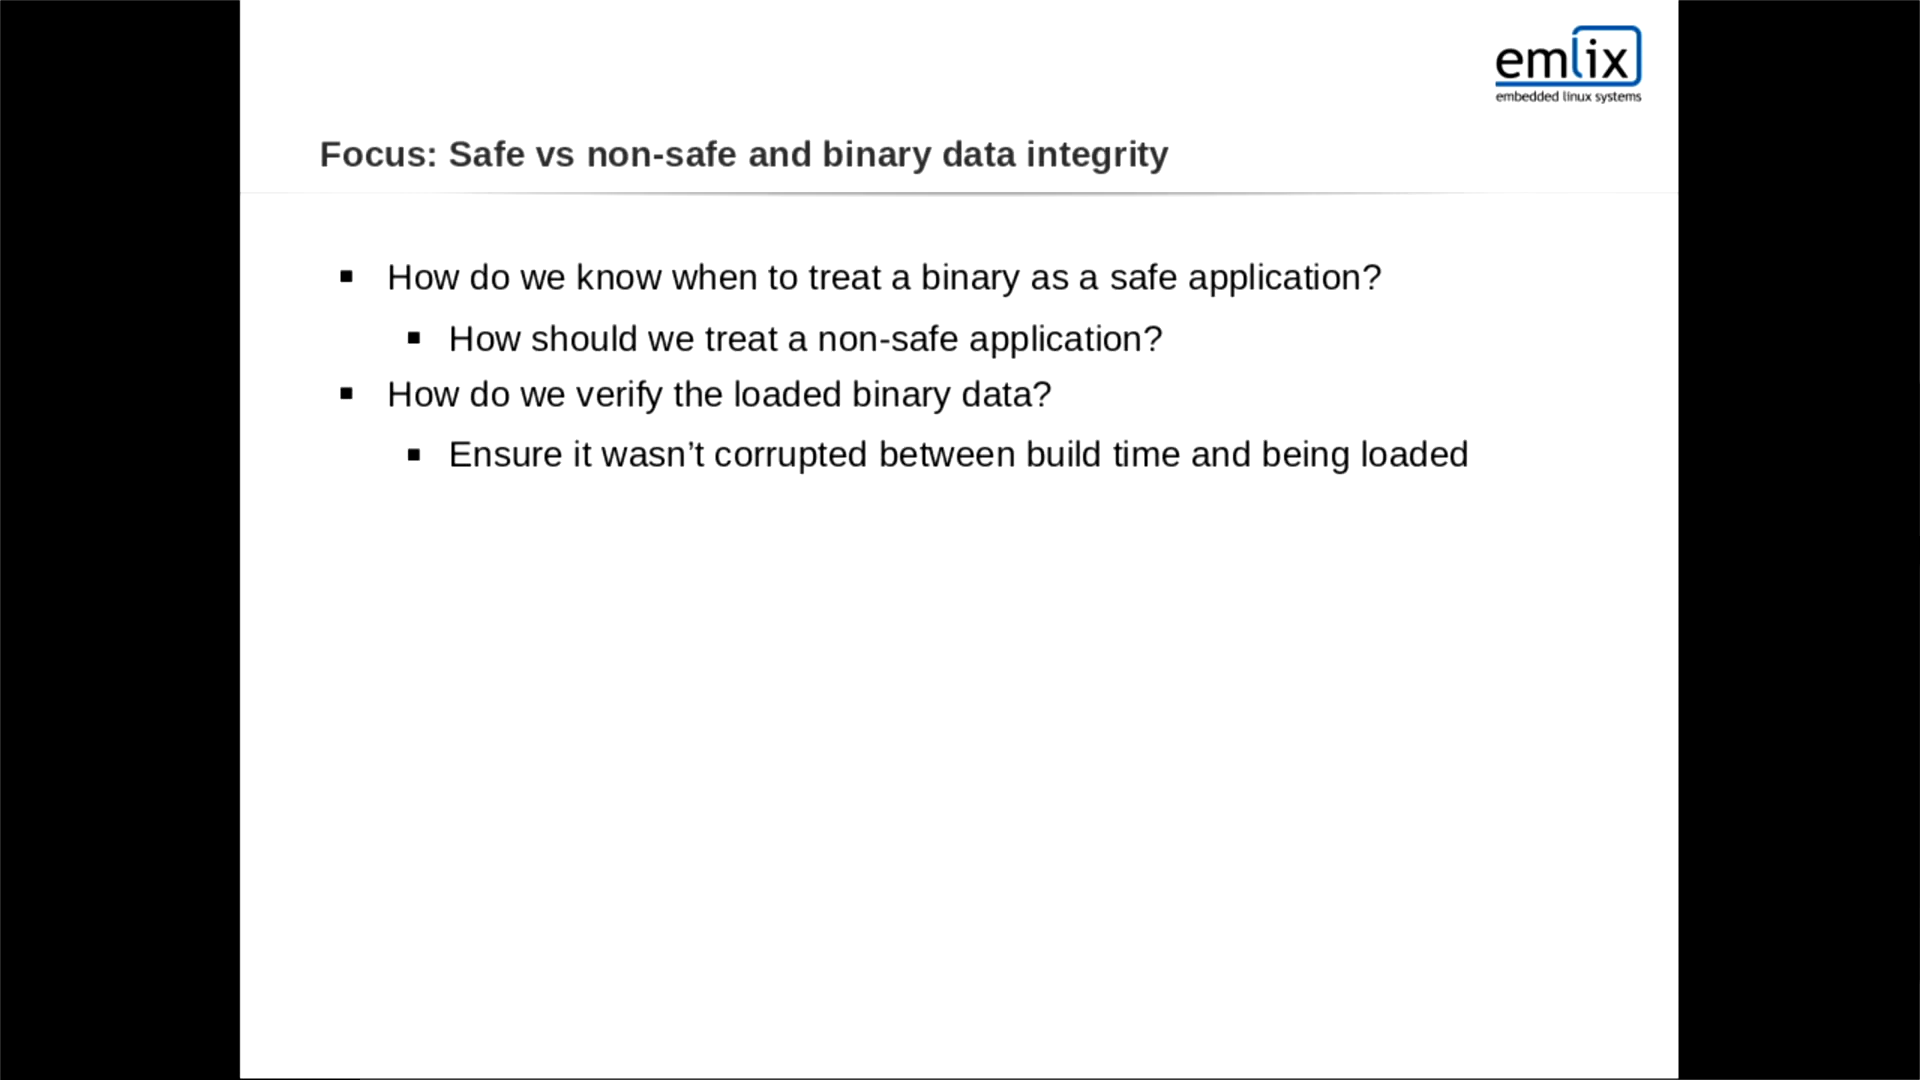 emlix
embedded linux systems
Focus: Safe vs non-safe and binary data integrity
How do we know when to treat a binary as a safe application?
How should we treat a non-safe application?
How do we verify the loaded binary data?
Ensure it wasn’t corrupted between build time and being loaded